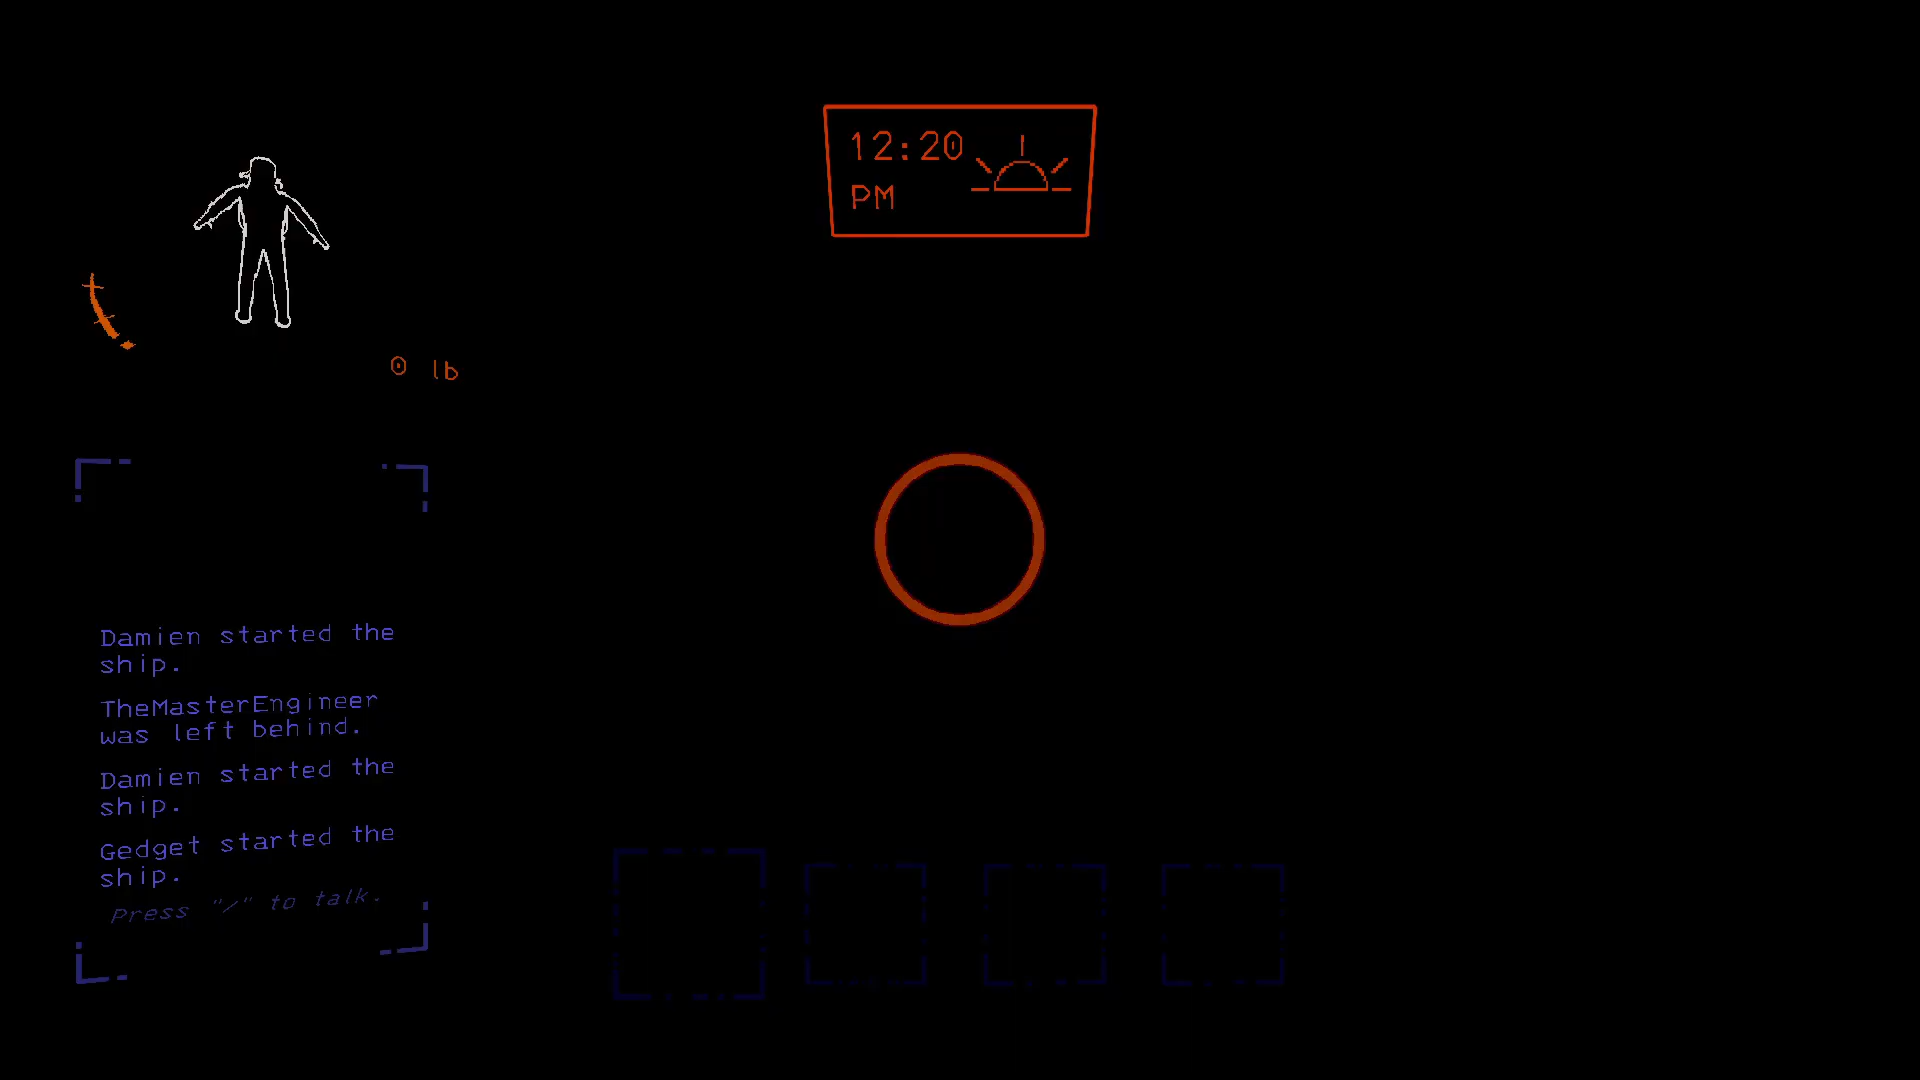 12:20
PM
0 lb
Damien started the
ship.
TheMasterEngineer
was left behind.
Damien started the
ship.
Gedget started the
ship.
Press "/" to talk.